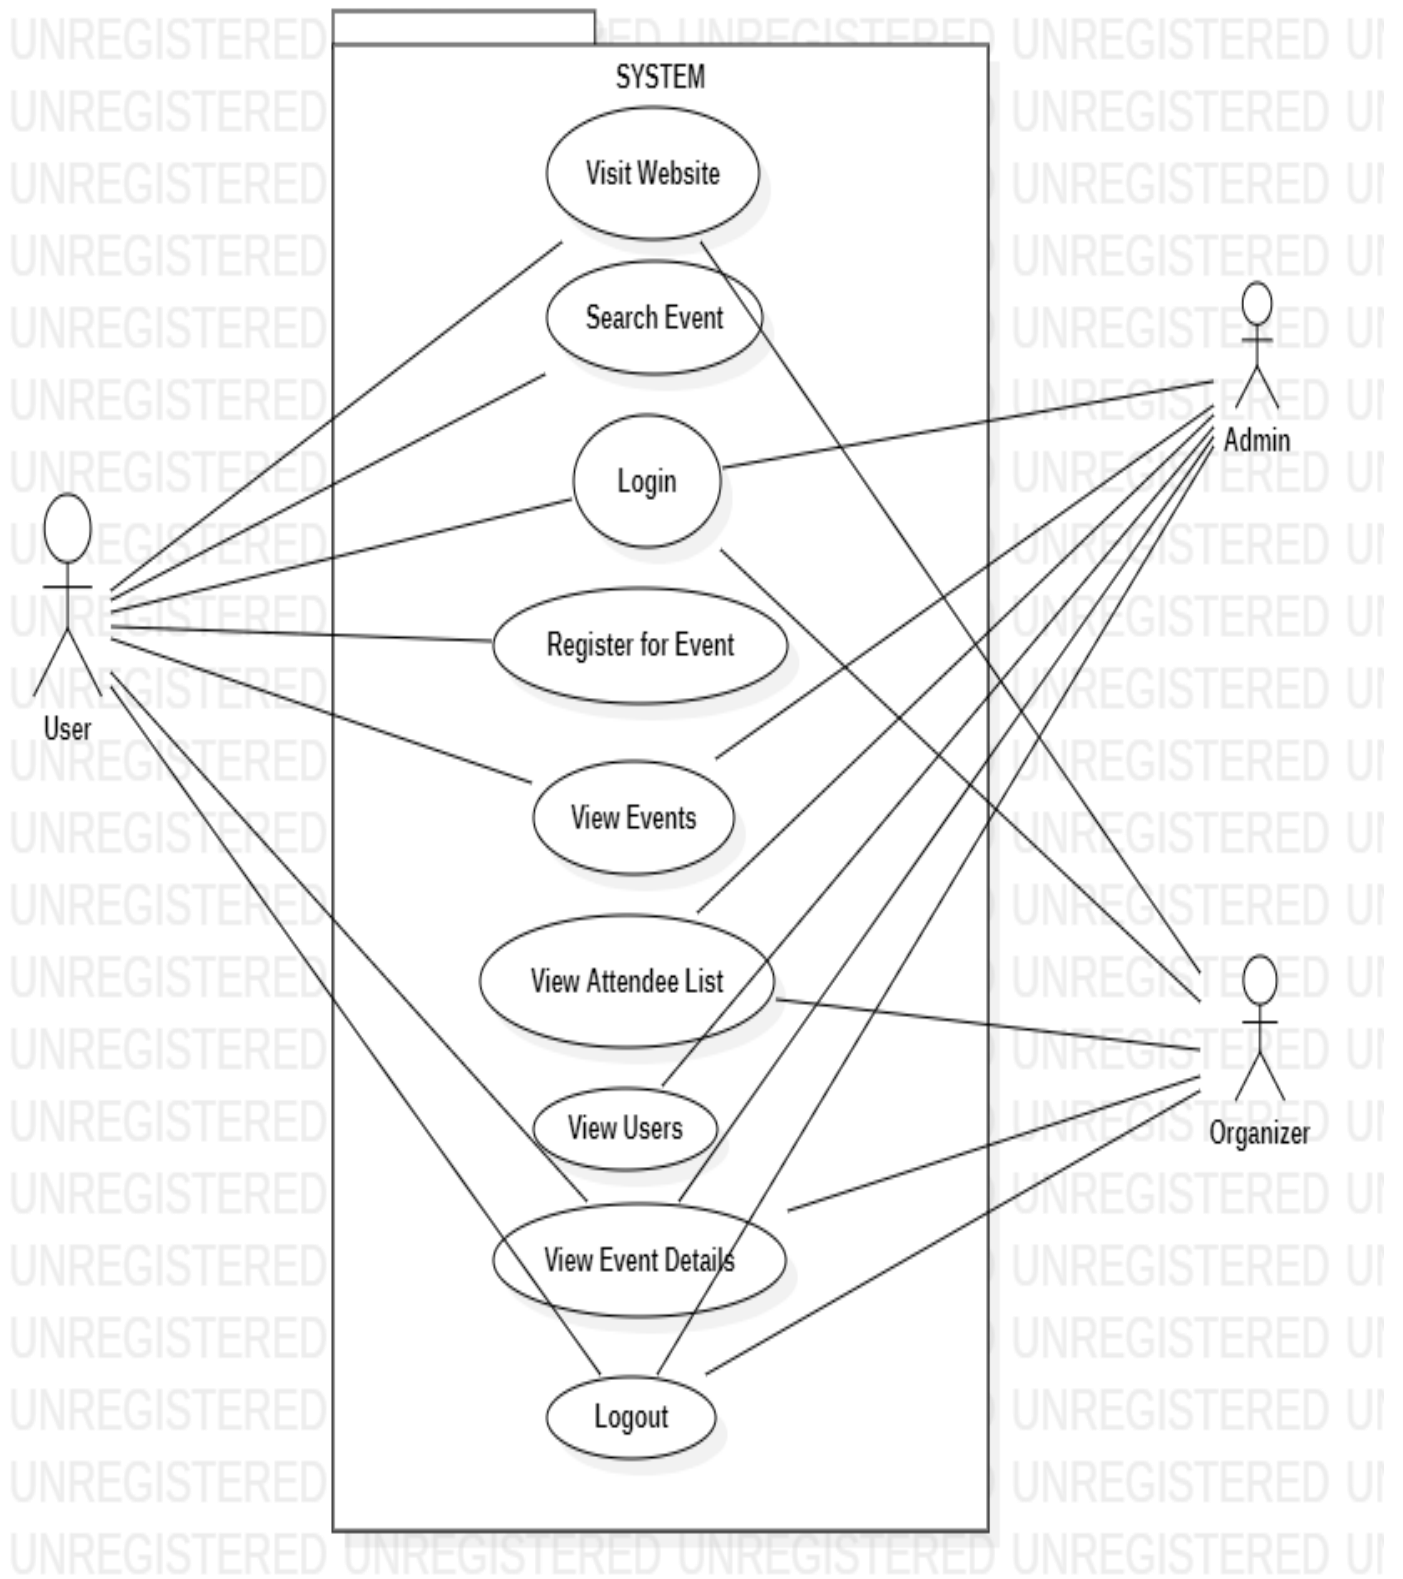 SYSTEM
Visit Website
Search Event
Login
Admin
Register for Event
User
View Events
View Attendee List
View Users
Organizer
View Event Details
Logout
UNREGISTERED